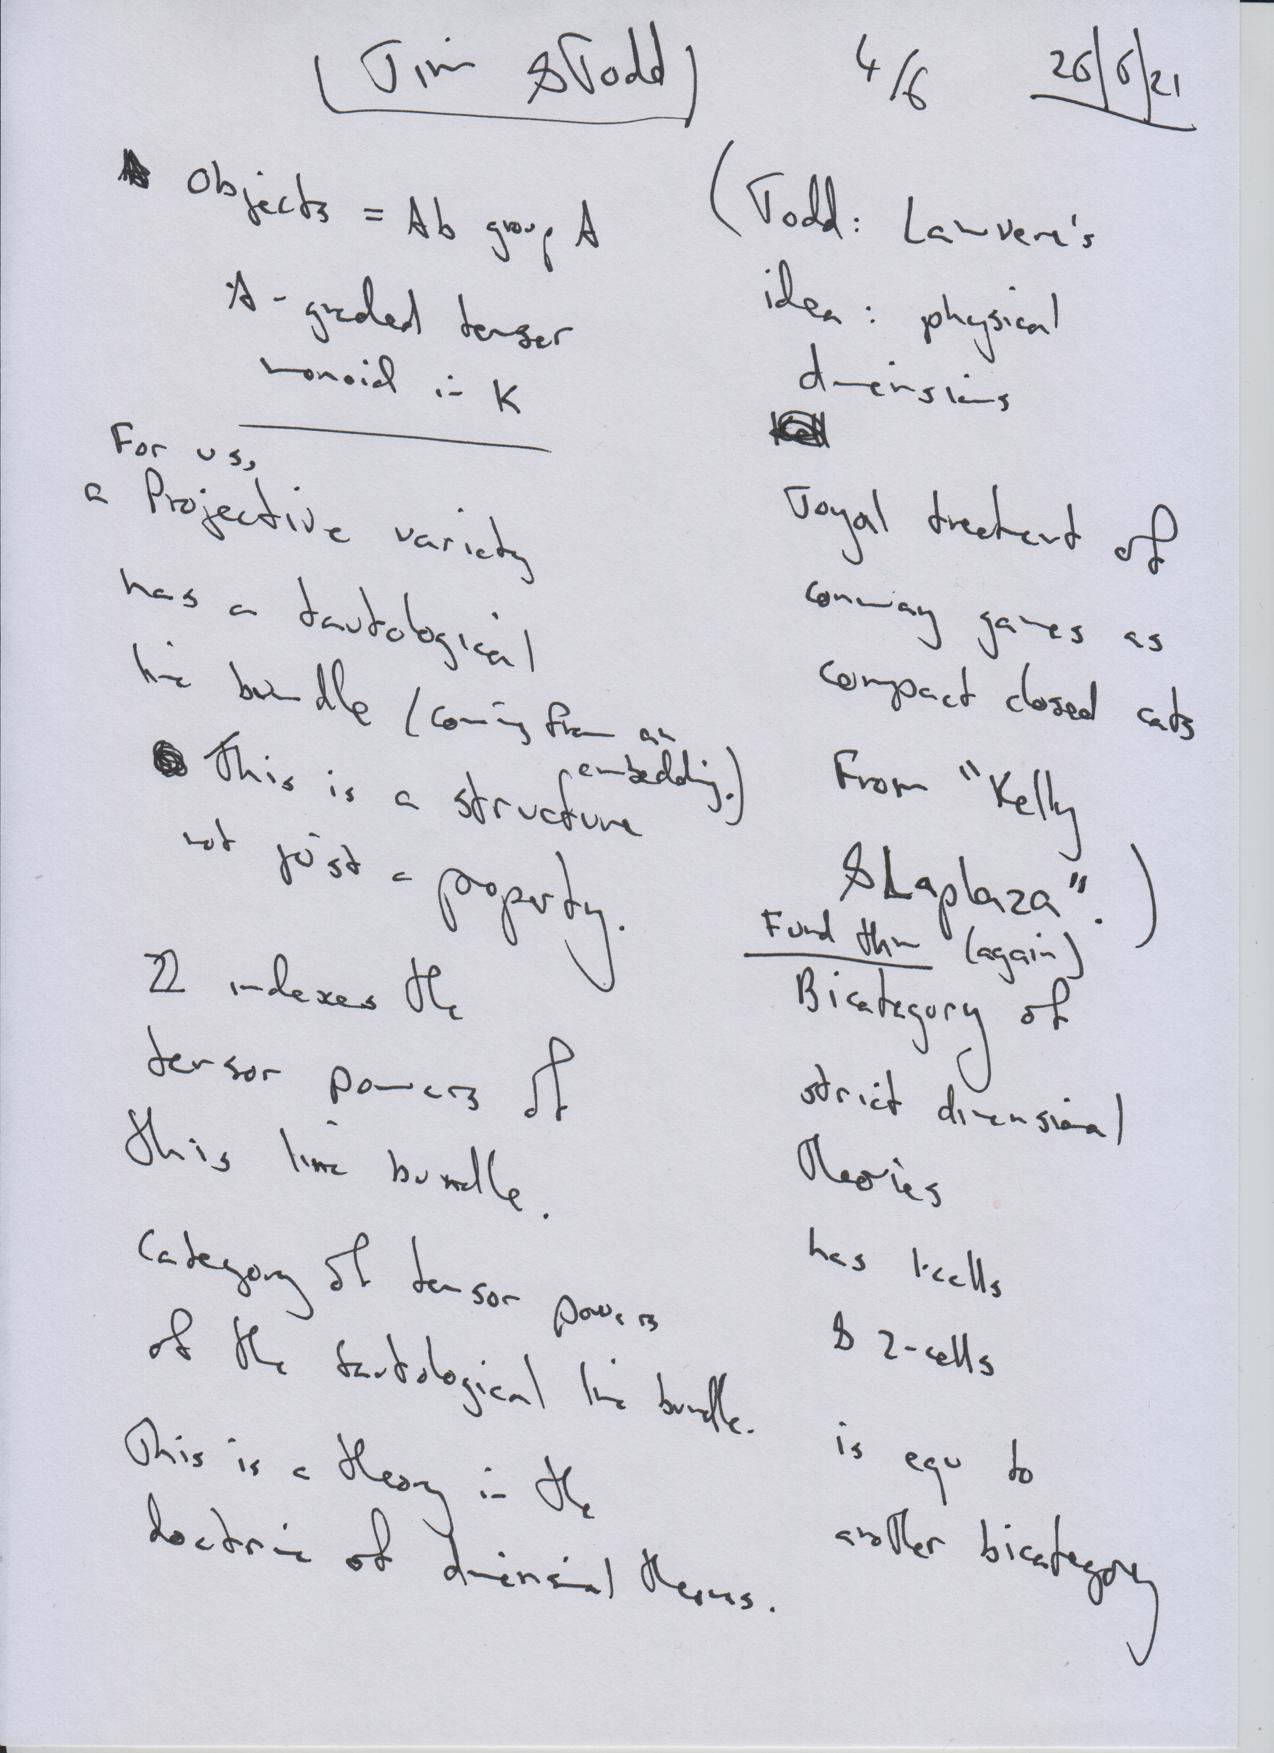 Jim & Todd
4/6
26/6/21
Objects = Ab group A
A-graded tensor
monoid in K
For us,
a Projective variety
has a tautological
line bundle (coming from an
embedding.)
This is a structure
not just a property.
ℤ indexes the
tensor powers of
this line bundle.
Category of tensor powers
of the tautological line bundle.
This is a theory in the
doctrine of dimensional theories.
(Todd: Lawvere's
idea: physical
dimensions
Joyal treatment of
conway games as
compact closed cats
From "Kelly
& Laplaza".)
Fund thm (again)
Bicategory of
strict dimensional
theories
has 1-cells
& 2-cells
is equ to
another bicategory